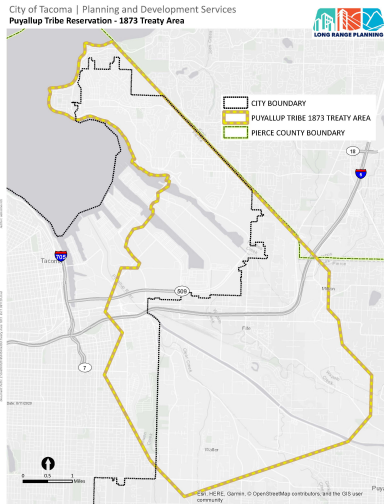 City of Tacoma | Planning and Development Services
Puyallup Tribe Reservation - 1873 Treaty Area
LONG RANGE PLANNING
CITY BOUNDARY
PUYALLUP TRIBE 1873 TREATY AREA
PIERCE COUNTY BOUNDARY
18
5
705
Tacoma
509
Milton
Fife
7
Waller
0 0.5 1
Miles
Esri, HERE, Garmin, © OpenStreetMap contributors, and the GIS user
community
Puya